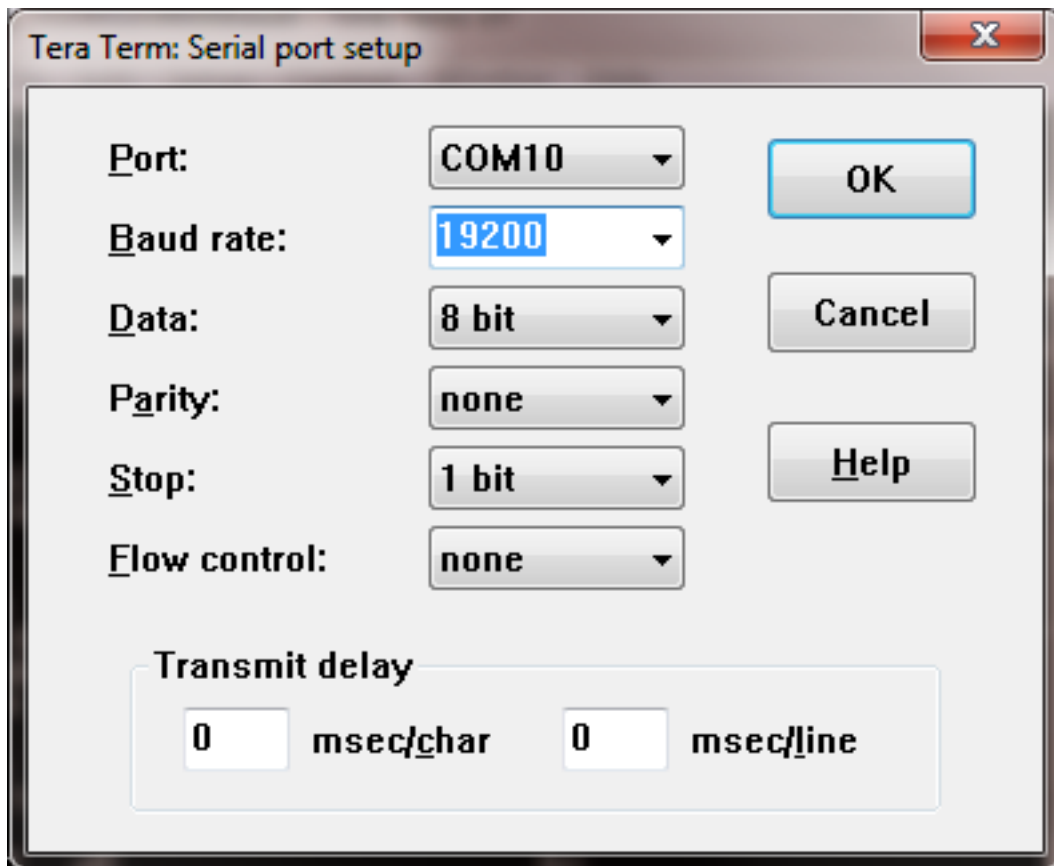 Tera Term: Serial port setup
Port: COM10 OK
Baud rate: 19200
Data: 8 bit Cancel
Parity: none
Stop: 1 bit Help
Flow control: none
Transmit delay
0 msec/char 0 msec/line